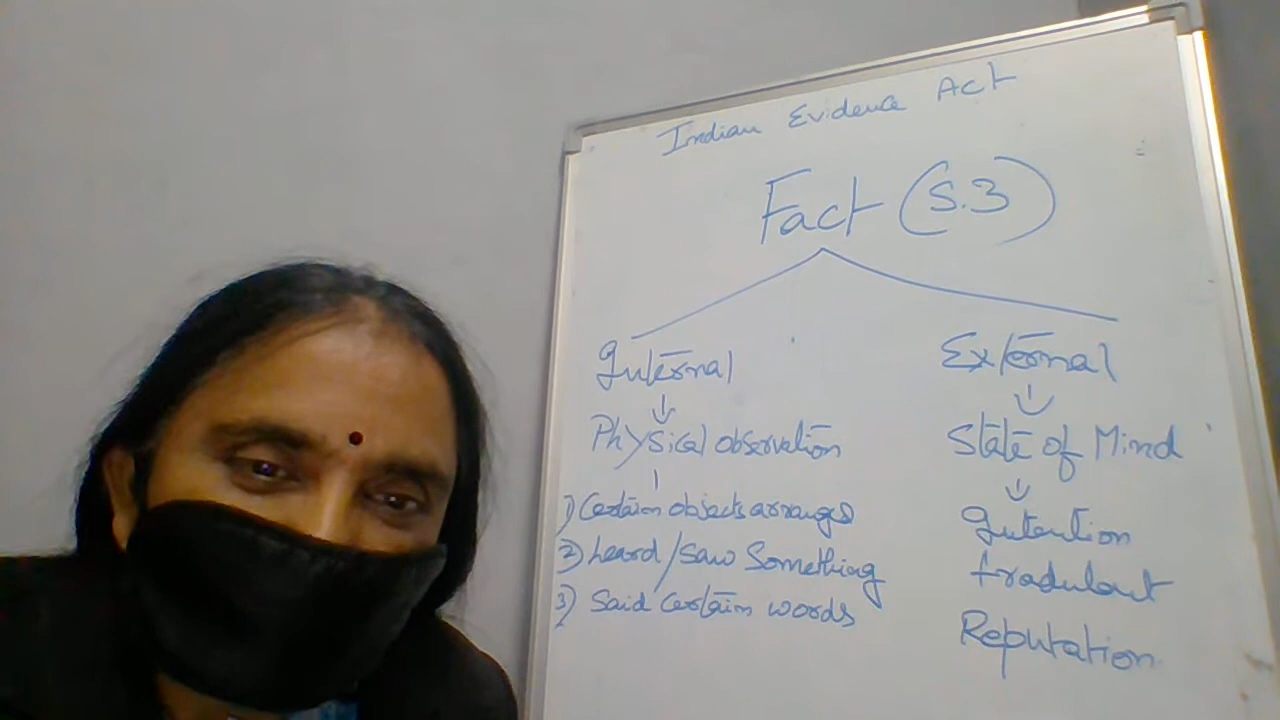 Indian Evidence Act
Fact (S.3)
Internal
External
Physical observation
State of Mind
1) Certain objects arranges
2) heard/saw Something
3) Said certain words
Intention
fradulant
Reputation